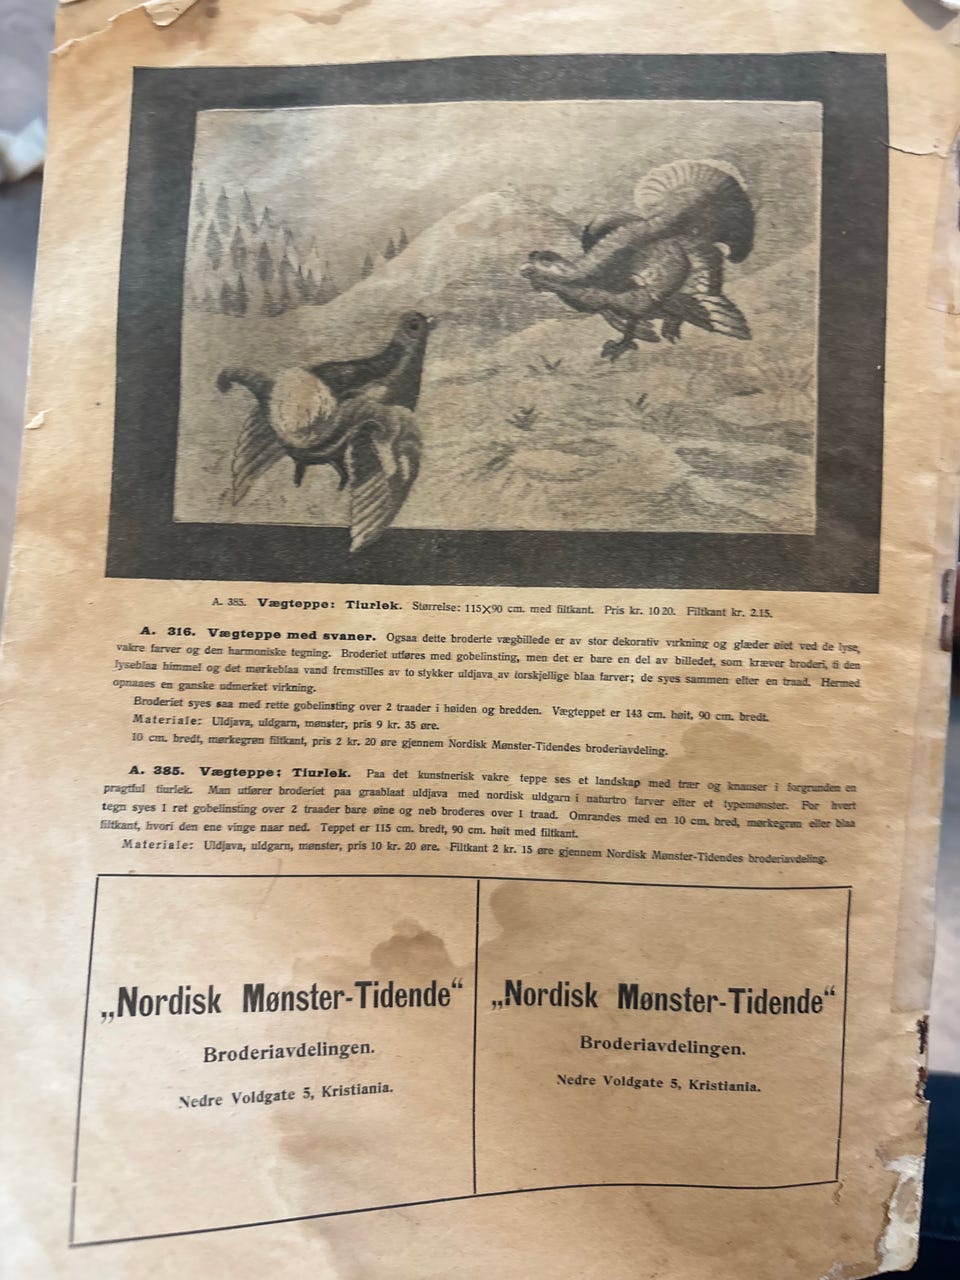 A. 385. Vægteppe: Tiurlek. Størrelse: 115×90 cm. med filtkant. Pris kr. 10 20. Filtkant kr. 2.15.
A. 316. Vægteppe med svaner. Ogsaa dette broderte vægbillede er av stor dekorativ virkning og glæder øiet ved de lyse,
vakre farver og den harmoniske tegning. Broderiet utføres med gobelinsting, men det er bare en del av billedet, som kræver broderi, ti den
lyseblaa himmel og det mørkeblaa vand fremstilles av to stykker uldjava av forskjellige blaa farver; de syes sammen efter en traad. Hermed
opnaaes en ganske udmerket virkning.
Broderiet syes saa med rette gobelinsting over 2 traader i høiden og bredden. Vægteppet er 143 cm. høit, 90 cm. bredt.
Materiale: Uldjava, uldgarn, mønster, pris 9 kr. 35 øre.
10 cm. bredt, mørkegrøn filtkant, pris 2 kr. 20 øre gjennem Nordisk Mønster-Tidendes broderiavdeling.
A. 385. Vægteppe: Tiurlek. Paa det kunstnerisk vakre teppe ses et landskap med trær og knauser i forgrunden en
pragtful tiurlek. Man utfører broderiet paa graablaat uldjava med nordisk uldgarn i naturtro farver efter et typemønster. For hvert
tegn syes 1 ret gobelinsting over 2 traader bare øine og neb broderes over 1 traad. Omrandes med en 10 cm. bred, mørkegrøn eller blaa
filtkant, hvori den ene vinge naar ned. Teppet er 115 cm. bredt, 90 cm. høit med filtkant.
Materiale: Uldjava, uldgarn, mønster, pris 10 kr. 20 øre. Filtkant 2 kr. 15 øre gjennem Nordisk Mønster-Tidendes broderiavdeling.
„Nordisk Mønster-Tidende“
Broderiavdelingen.
Nedre Voldgate 5, Kristiania.
„Nordisk Mønster-Tidende“
Broderiavdelingen.
Nedre Voldgate 5, Kristiania.